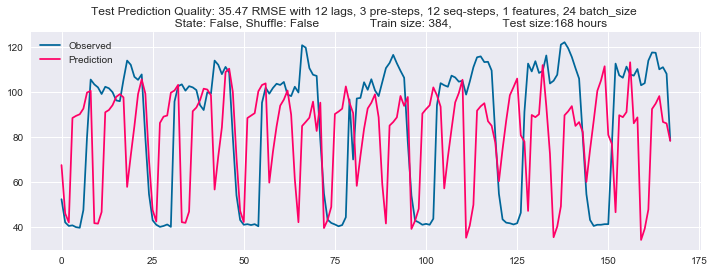 Test Prediction Quality: 35.47 RMSE with 12 lags, 3 pre-steps, 12 seq-steps, 1 features, 24 batch_size
State: False, Shuffle: False Train size: 384, Test size:168 hours
Observed
Prediction
120
100
80
60
40
0 25 50 75 100 125 150 175